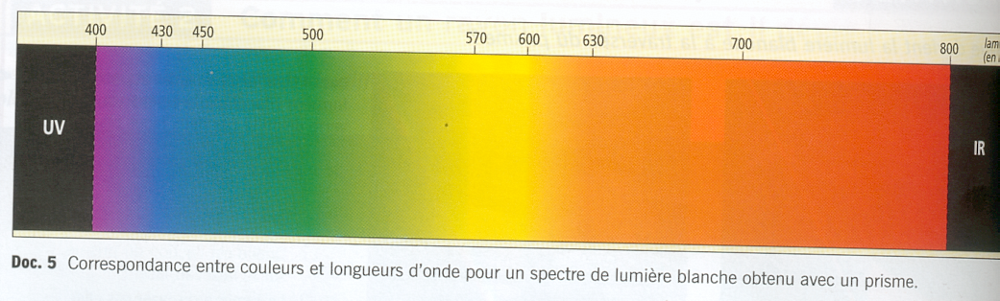 400 430 450 500 570 600 630 700 800
(en
UV
IR
Doc. 5 Correspondance entre couleurs et longueurs d'onde pour un spectre de lumière blanche obtenu avec un prisme.